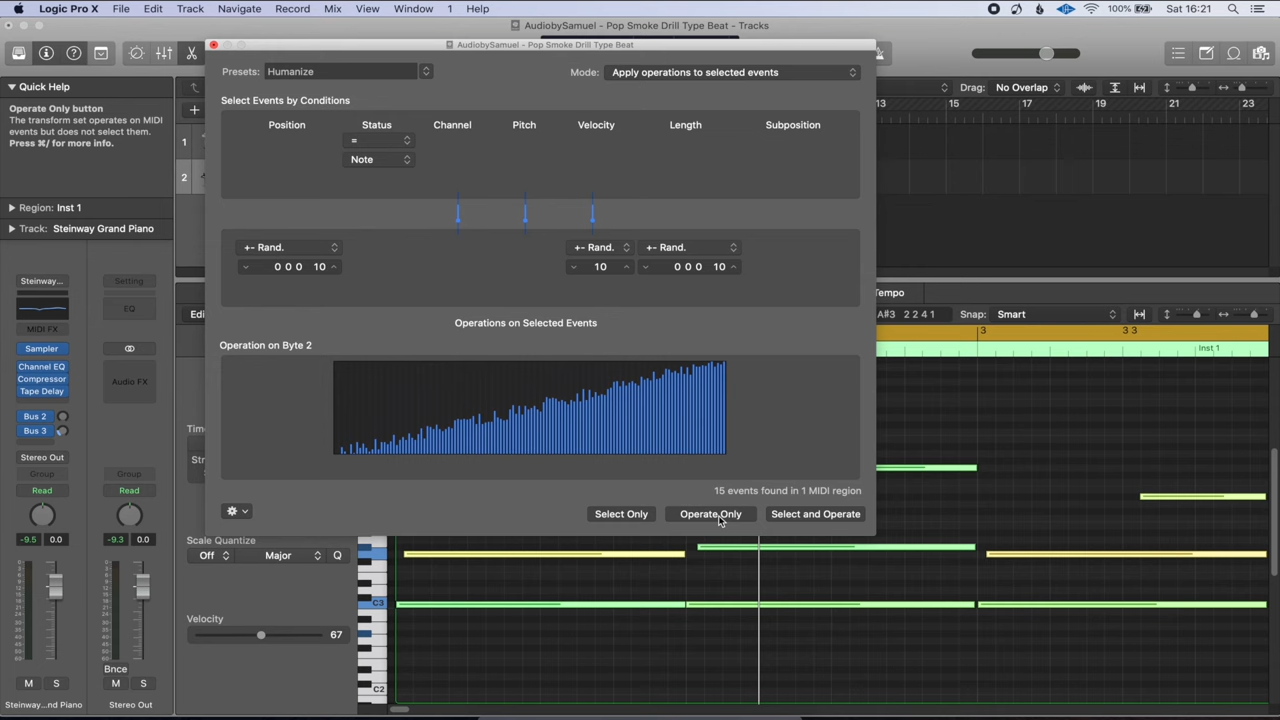 Logic Pro X File Edit Track Navigate Record Mix View Window 1 Help 100% Sat 16:21
AudiobySamuel - Pop Smoke Drill Type Beat - Tracks
AudiobySamuel - Pop Smoke Drill Type Beat
Presets: Humanize Mode: Apply operations to selected events
Quick Help
Drag: No Overlap
Select Events by Conditions
13 15 17 19 21 23
Operate Only button
The transform set operates on MIDI
events but does not select them.
Press ⌘/ for more info.
Position Status Channel Pitch Velocity Length Subposition
=
Note
1
2
Region: Inst 1
Track: Steinway Grand Piano
+- Rand. +- Rand. +- Rand.
0 0 0 10 10 0 0 0 10
Steinway... Setting
EQ
Tempo
Edi A#3 2 2 4 1 Snap: Smart
Operations on Selected Events
MIDI FX
3 3 3
Operation on Byte 2
Sampler
Inst 1
Channel EQ
Compressor Audio FX
Tape Delay
Bus 2
Bus 3
Time
Stereo Out Str
Group Group
Read Read
15 events found in 1 MIDI region
Select Only Operate Only Select and Operate
-9.5 0.0 -9.3 0.0
Scale Quantize
Off Major Q
C3
Velocity
67
Bnce
M S M S
C2
Steinway...nd Piano Stereo Out